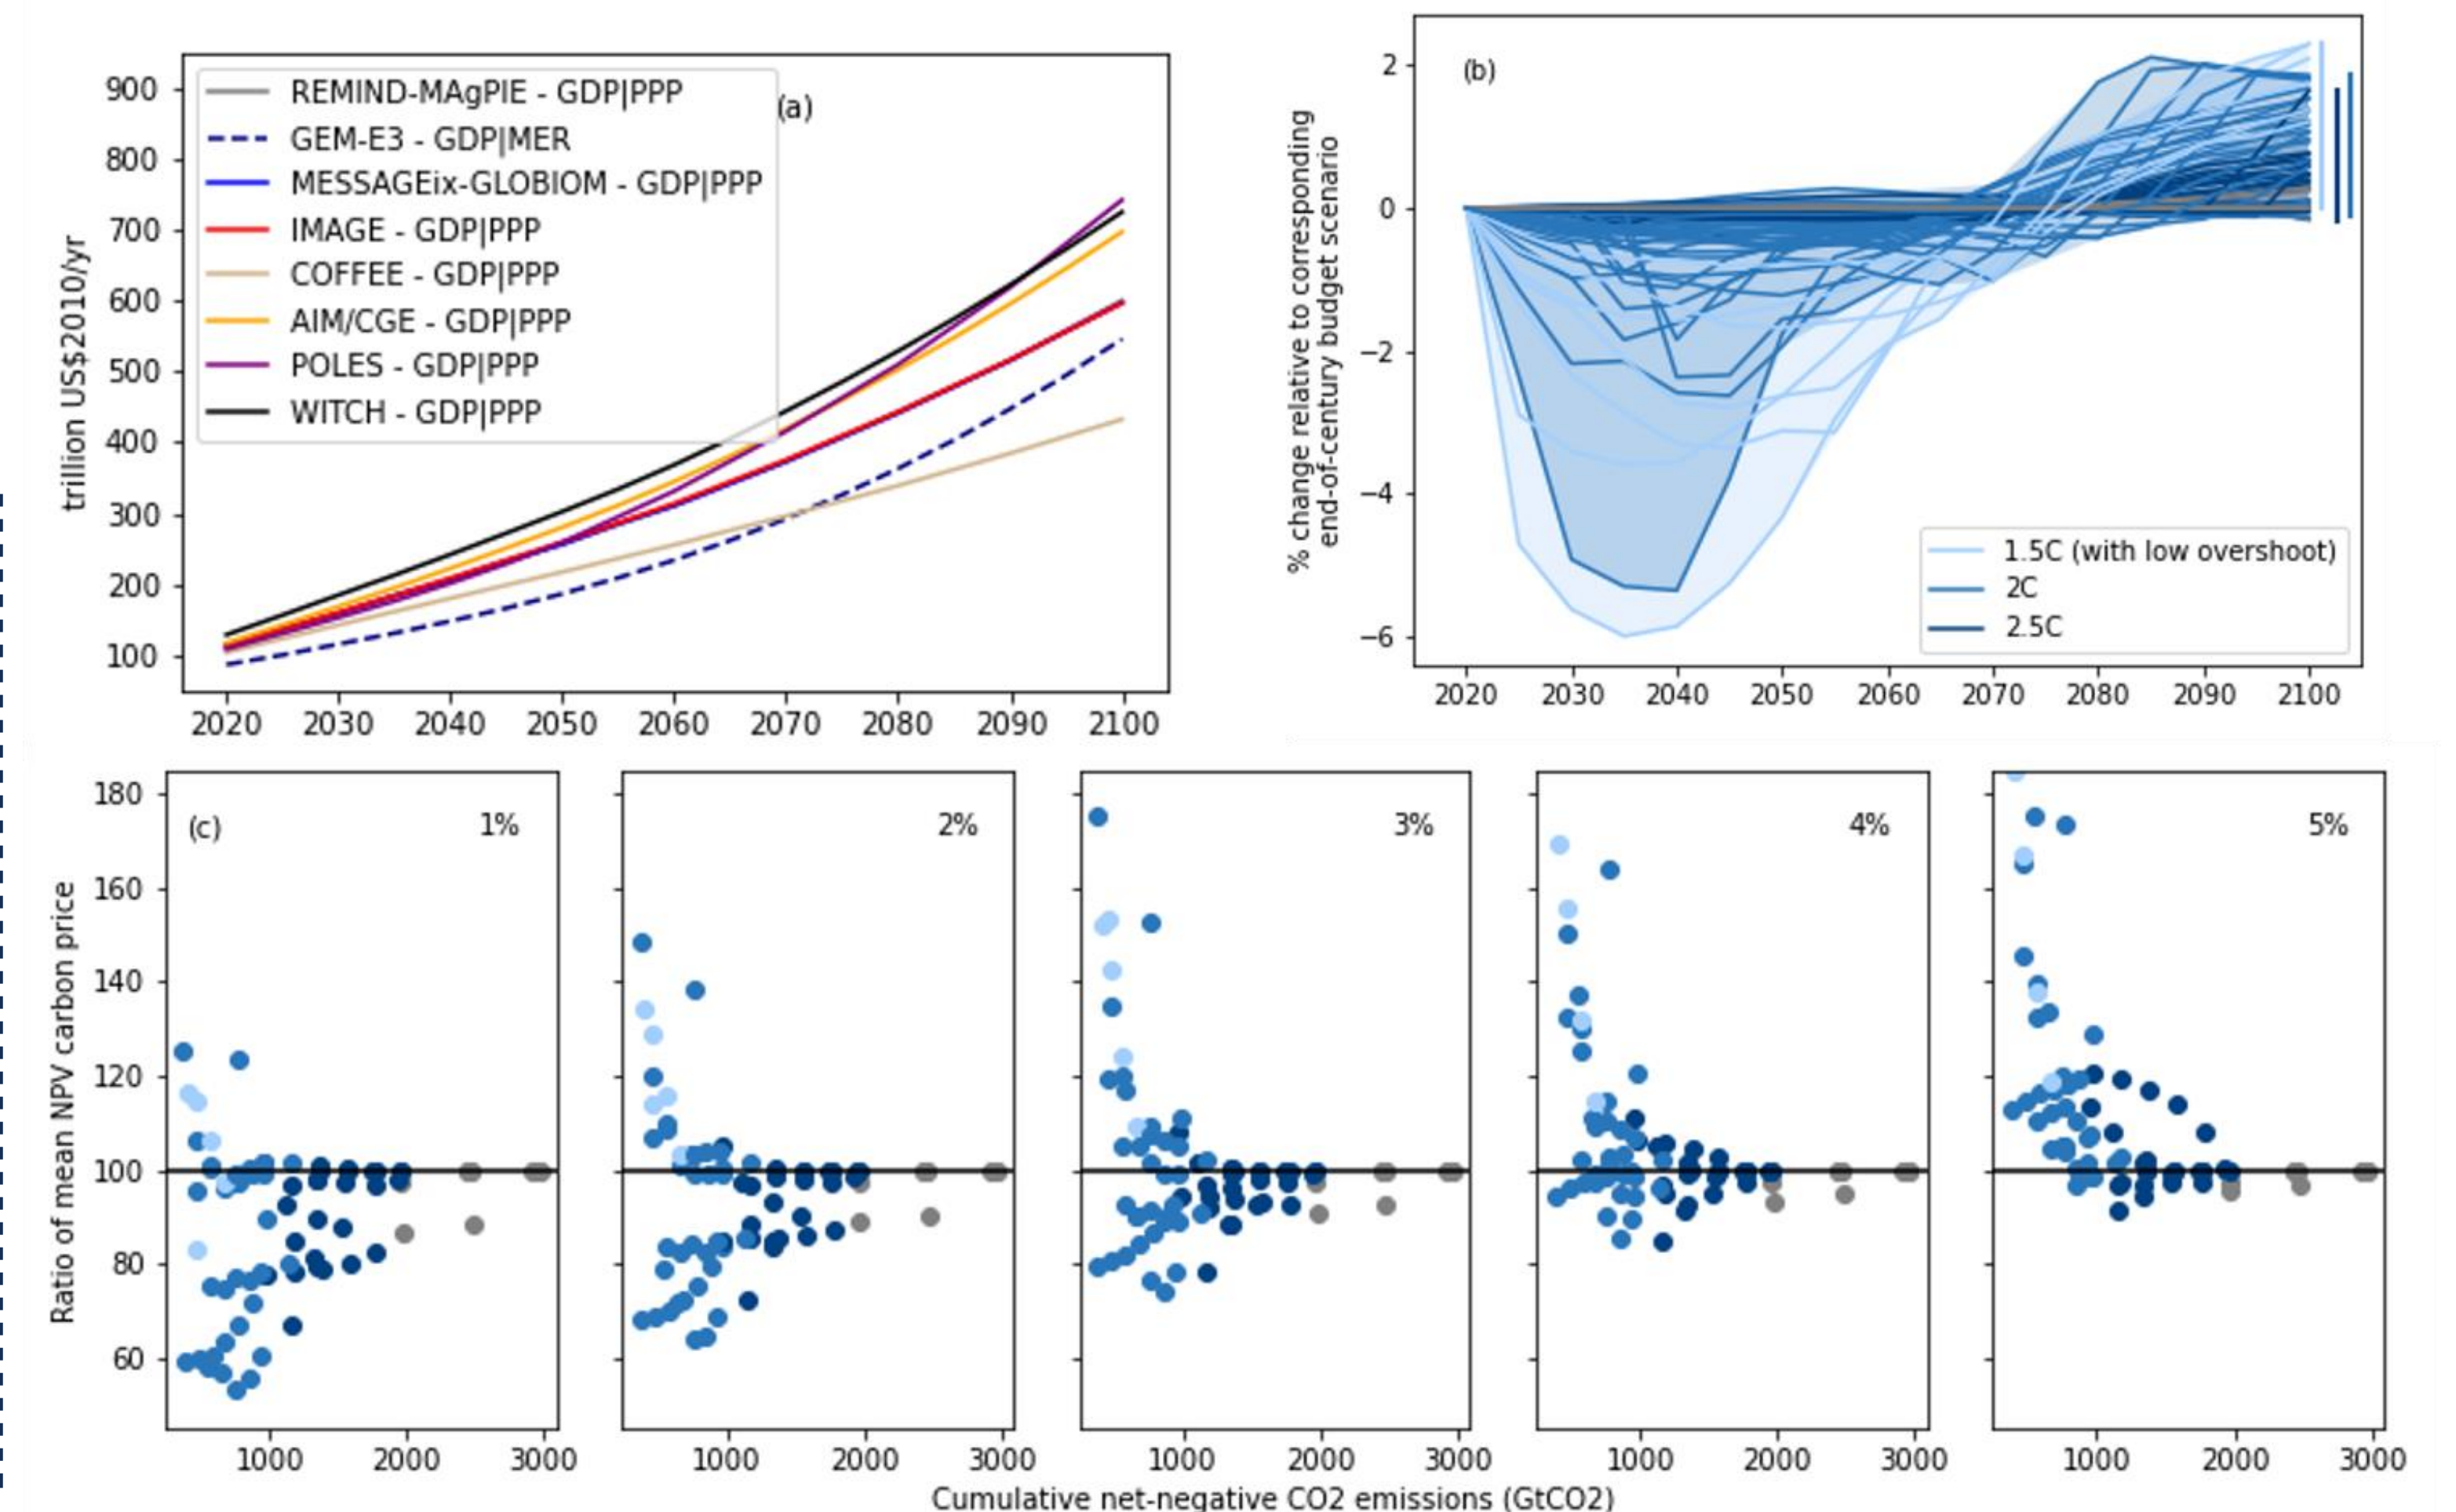 900
800
700
600
500
400
300
200
100
trillion US$2010/yr
REMIND-MAgPIE - GDP|PPP
GEM-E3 - GDP|MER
MESSAGEix-GLOBIOM - GDP|PPP
IMAGE - GDP|PPP
COFFEE - GDP|PPP
AIM/CGE - GDP|PPP
POLES - GDP|PPP
WITCH - GDP|PPP
(a)
2020 2030 2040 2050 2060 2070 2080 2090 2100
% change relative to corresponding
end-of-century budget scenario
2
0
−2
−4
−6
(b)
1.5C (with low overshoot)
2C
2.5C
2020 2030 2040 2050 2060 2070 2080 2090 2100
Ratio of mean NPV carbon price
180
160
140
120
100
80
60
(c) 1%
2%
3%
4%
5%
1000 2000 3000
1000 2000 3000
1000 2000 3000
1000 2000 3000
1000 2000 3000
Cumulative net-negative CO2 emissions (GtCO2)